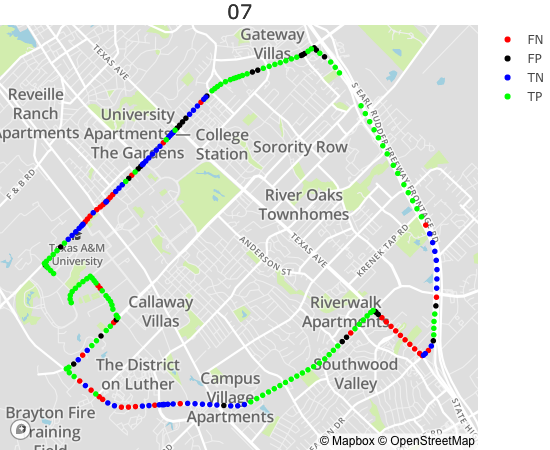 07
FN
FP
TN
TP
Gateway
Villas
TEXAS AVE
Reveille
Ranch
Apartments
University
Apartments—
The Gardens
College
Station
Sorority Row
S EARL RUDDER FREEWAY FRONTAGE RD
F & B RD
River Oaks
Townhomes
Texas A&M
University
ANDERSON ST
TEXAS AVE
KRENEK TAP RD
Callaway
Villas
Riverwalk
Apartments
The District
on Luther
Campus
Village
Apartments
Southwood
Valley
Brayton Fire
Training
Field
STATE HI
© Mapbox © OpenStreetMap